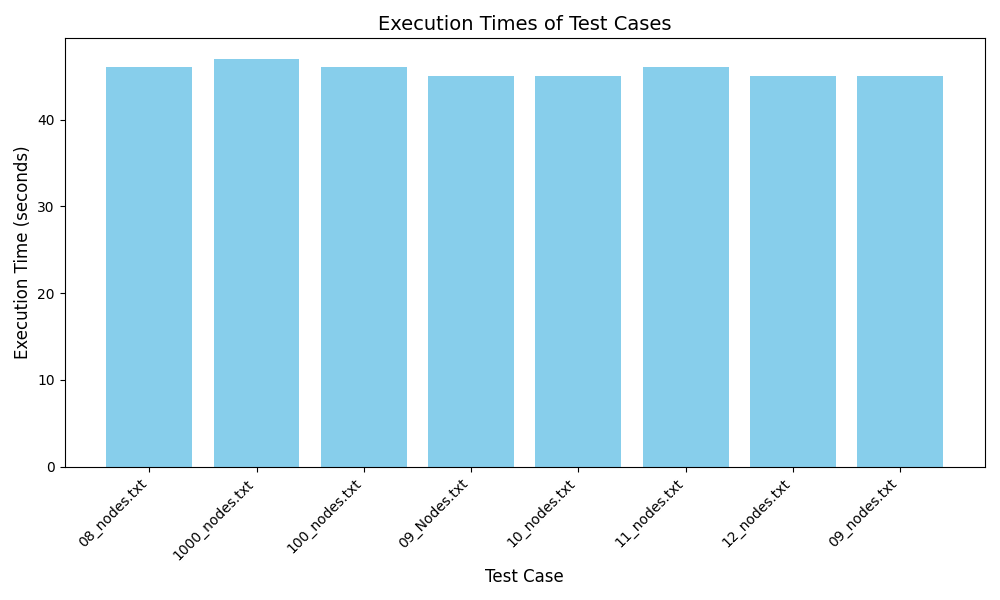 Execution Times of Test Cases
Execution Time (seconds)
40
30
20
10
0
08_nodes.txt
1000_nodes.txt
100_nodes.txt
09_Nodes.txt
10_nodes.txt
11_nodes.txt
12_nodes.txt
09_nodes.txt
Test Case